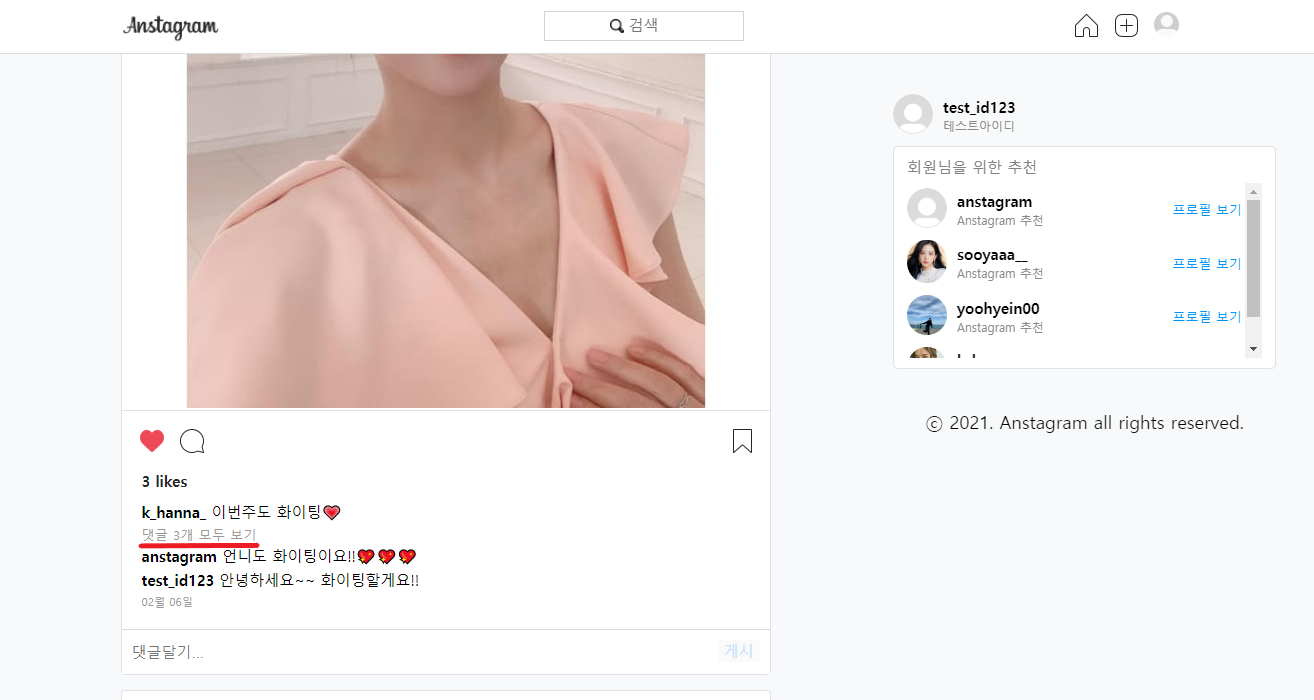 Anstagram
검색
test_id123
테스트아이디
회원님을 위한 추천
anstagram
Anstagram 추천
프로필 보기
sooyaaa__
Anstagram 추천
프로필 보기
yoohyein00
Anstagram 추천
프로필 보기
ⓒ 2021. Anstagram all rights reserved.
3 likes
k_hanna_ 이번주도 화이팅💗
댓글 3개 모두 보기
anstagram 언니도 화이팅이요!!💖💖💖
test_id123 안녕하세요~~ 화이팅할게요!!
02월 06일
댓글달기...
게시